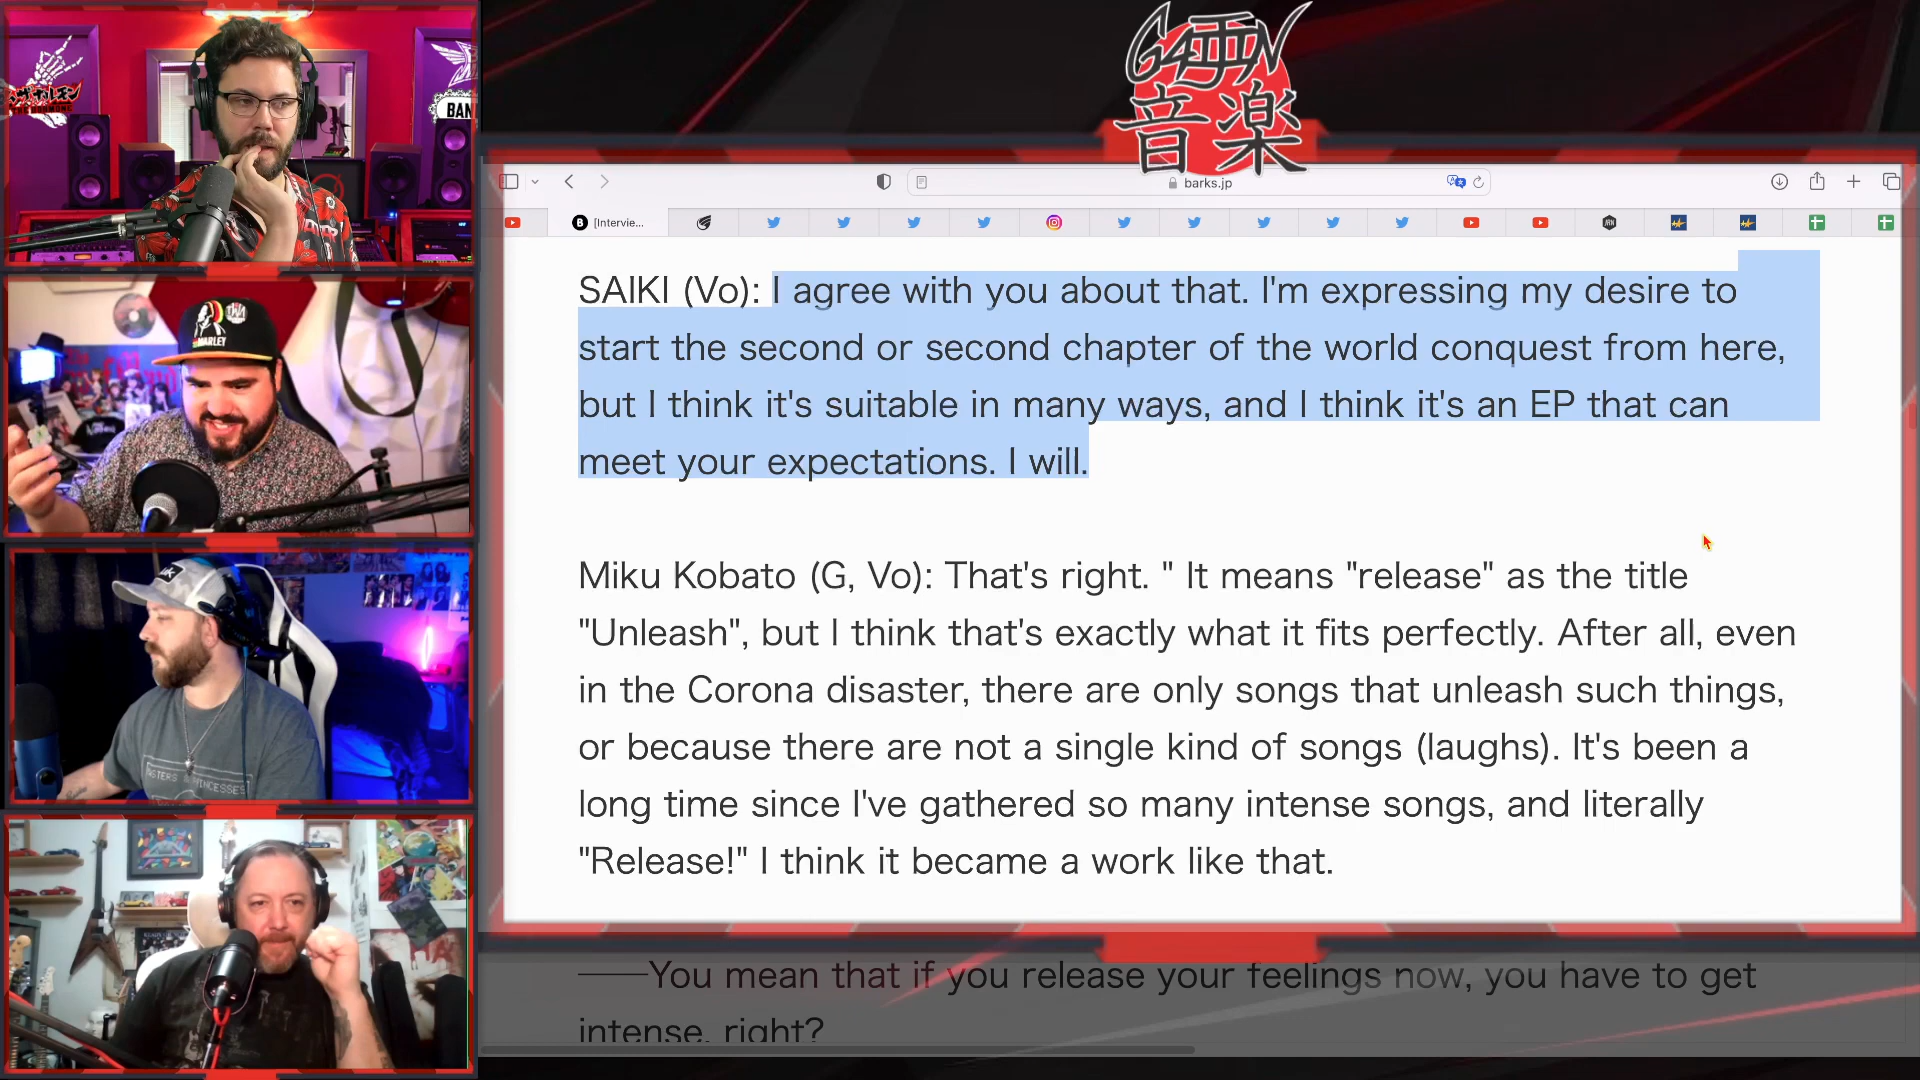 GAIJIN
音楽
barks.jp
[Intervie...
SAIKI (Vo): I agree with you about that. I'm expressing my desire to
start the second or second chapter of the world conquest from here,
but I think it's suitable in many ways, and I think it's an EP that can
meet your expectations. I will.
Miku Kobato (G, Vo): That's right. " It means "release" as the title
"Unleash", but I think that's exactly what it fits perfectly. After all, even
in the Corona disaster, there are only songs that unleash such things,
or because there are not a single kind of songs (laughs). It's been a
long time since I've gathered so many intense songs, and literally
"Release!" I think it became a work like that.
——You mean that if you release your feelings now, you have to get
intense, right?
BAN
MARLEY